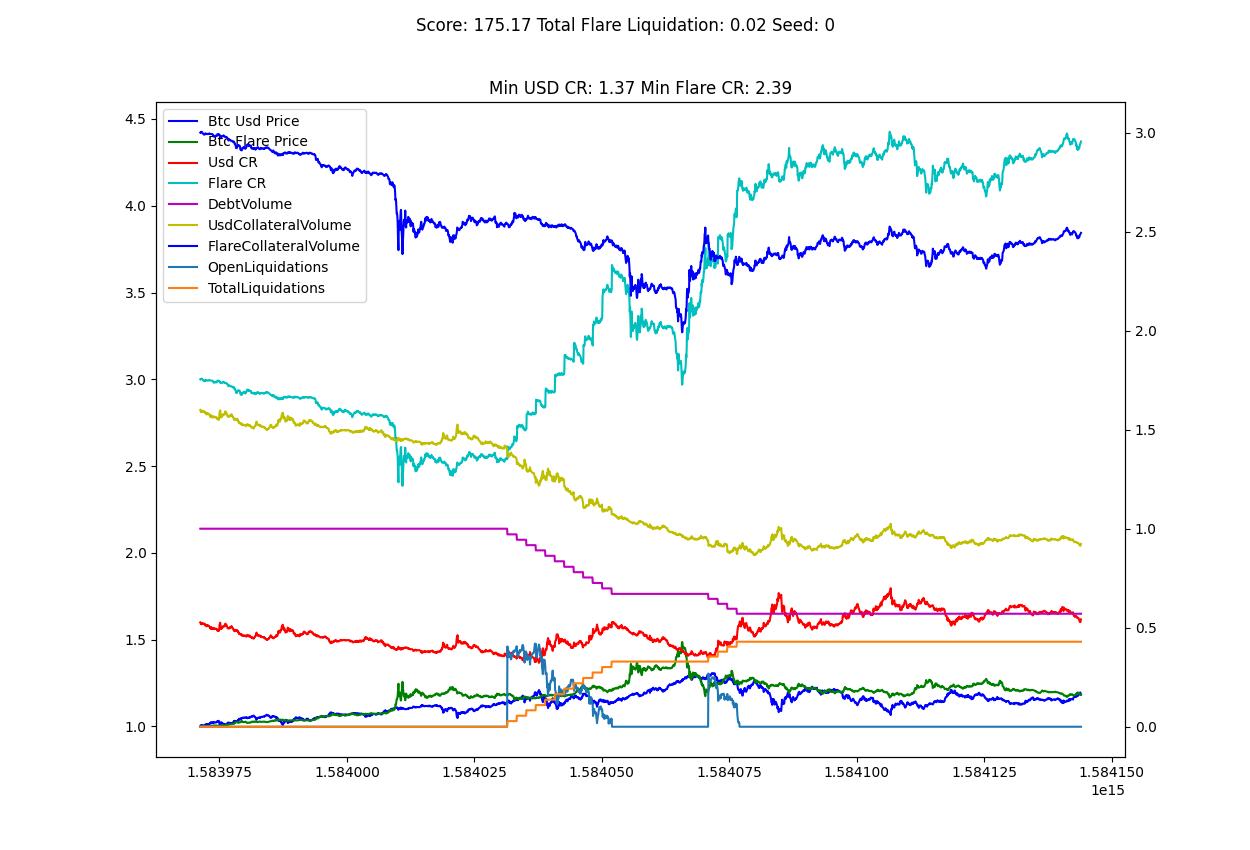 Score: 175.17 Total Flare Liquidation: 0.02 Seed: 0
Min USD CR: 1.37 Min Flare CR: 2.39
Btc Usd Price
Btc Flare Price
Usd CR
Flare CR
DebtVolume
UsdCollateralVolume
FlareCollateralVolume
OpenLiquidations
TotalLiquidations
4.5
4.0
3.5
3.0
2.5
2.0
1.5
1.0
3.0
2.5
2.0
1.5
1.0
0.5
0.0
1.583975 1.584000 1.584025 1.584050 1.584075 1.584100 1.584125 1.584150
1e15